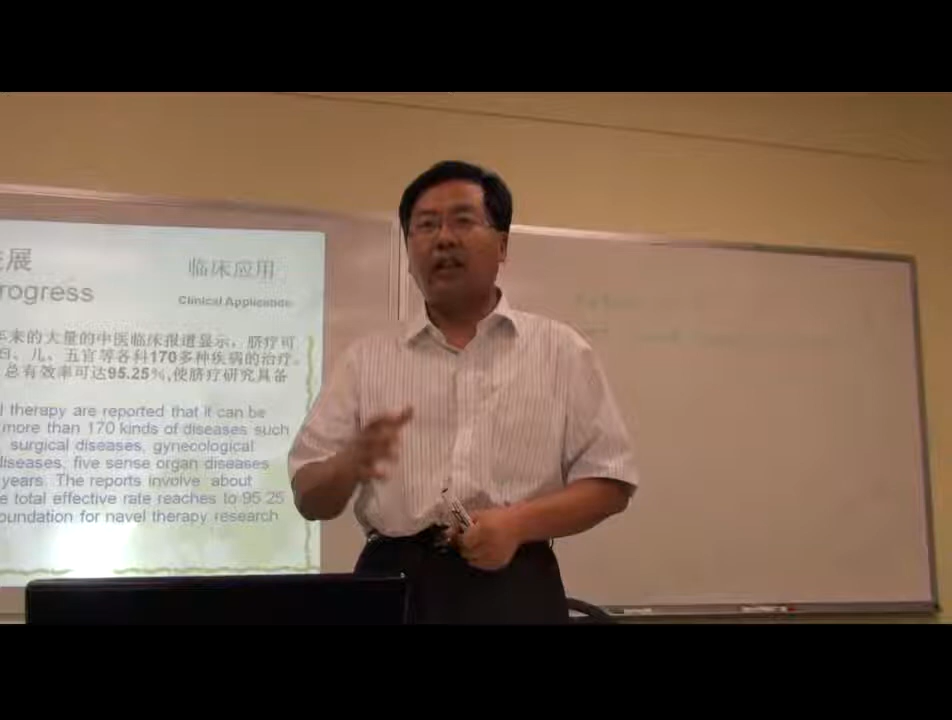 展
rogress
临床应用
Clinical Application
年来的大量的中医临床报道显示，脐疗可
、儿、五官等各科170多种疾病的治疗。
总有效率可达95.25%,使脐疗研究具备
therapy are reported that it can be
more than 170 kinds of diseases such
surgical diseases, gynecological
diseases, five sense organ diseases
years. The reports involve about
total effective rate reaches to 95.25
foundation for navel therapy research